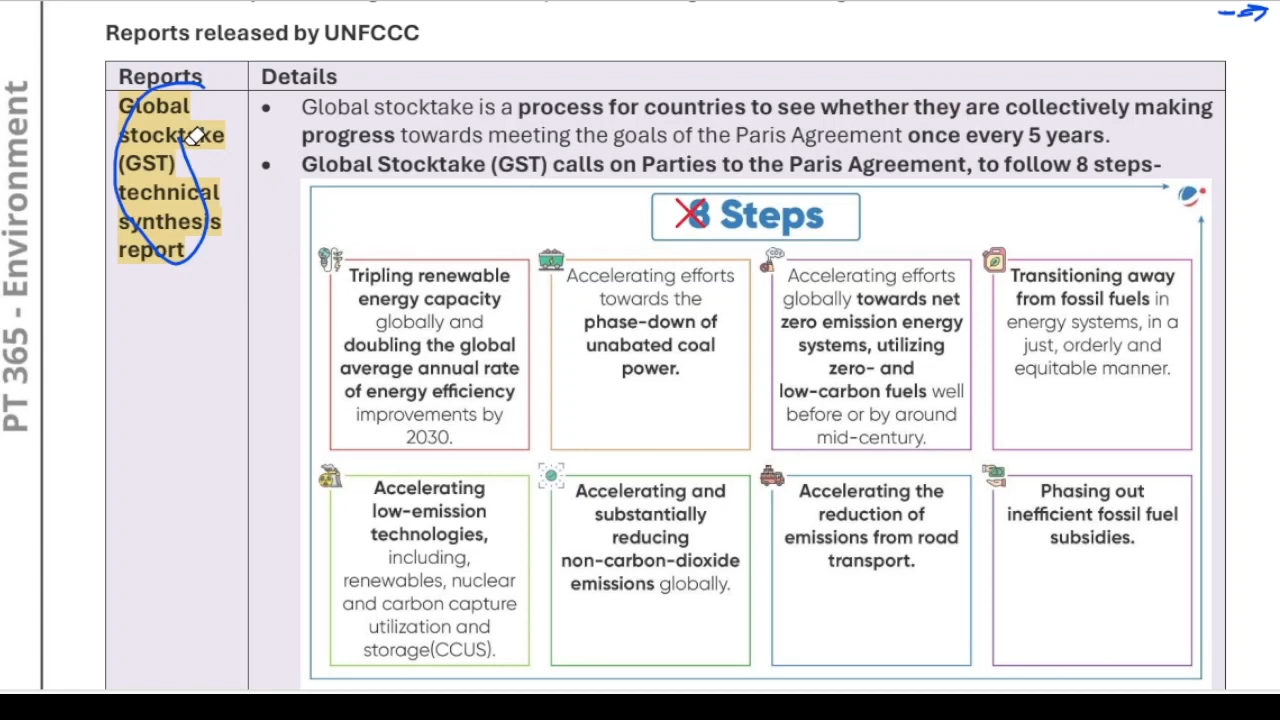 Reports released by UNFCCC
PT 365 - Environment
Reports
Details
Global
stocktake
(GST)
technical
synthesis
report
• Global stocktake is a process for countries to see whether they are collectively making
progress towards meeting the goals of the Paris Agreement once every 5 years.
• Global Stocktake (GST) calls on Parties to the Paris Agreement, to follow 8 steps-
8 Steps
Tripling renewable
energy capacity
globally and
doubling the global
average annual rate
of energy efficiency
improvements by
2030.
Accelerating efforts
towards the
phase-down of
unabated coal
power.
Accelerating efforts
globally towards net
zero emission energy
systems, utilizing
zero- and
low-carbon fuels well
before or by around
mid-century.
Transitioning away
from fossil fuels in
energy systems, in a
just, orderly and
equitable manner.
Accelerating
low-emission
technologies,
including,
renewables, nuclear
and carbon capture
utilization and
storage(CCUS).
Accelerating and
substantially
reducing
non-carbon-dioxide
emissions globally.
Accelerating the
reduction of
emissions from road
transport.
Phasing out
inefficient fossil fuel
subsidies.